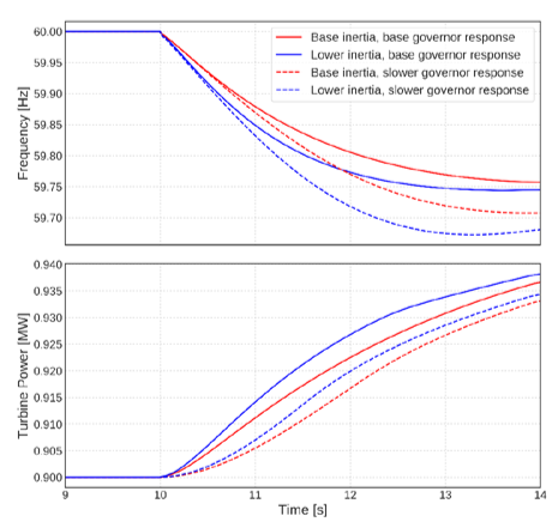 60.00
59.95
59.90
59.85
59.80
59.75
59.70
Frequency [Hz]
Base inertia, base governor response
Lower inertia, base governor response
Base inertia, slower governor response
Lower inertia, slower governor response
0.940
0.935
0.930
0.925
0.920
0.915
0.910
0.905
0.900
Turbine Power [MW]
9 10 11 12 13 14
Time [s]